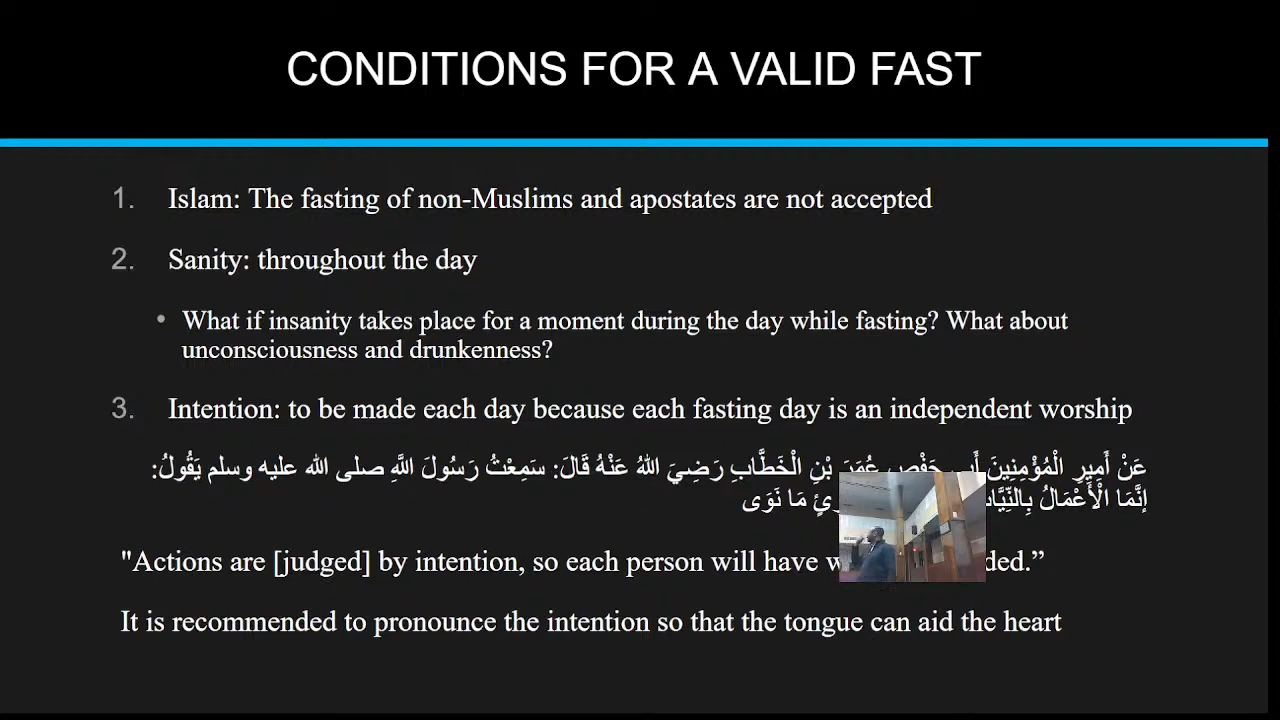 CONDITIONS FOR A VALID FAST
1. Islam: The fasting of non-Muslims and apostates are not accepted
2. Sanity: throughout the day
• What if insanity takes place for a moment during the day while fasting? What about
unconsciousness and drunkenness?
3. Intention: to be made each day because each fasting day is an independent worship
عَنْ أَمِيرِ الْمُؤْمِنِينَ أَبِي حَفْصٍ عُمَرَ بْنِ الْخَطَّابِ رَضِيَ اللهُ عَنْهُ قَالَ: سَمِعْتُ رَسُولَ اللَّهِ صلى الله عليه وسلم يَقُولُ:
إنَّمَا الْأَعْمَالُ مَا نَوَى
"Actions are [judged] by intention, so each person will have
It is recommended to pronounce the intention so that the tongue can aid the heart